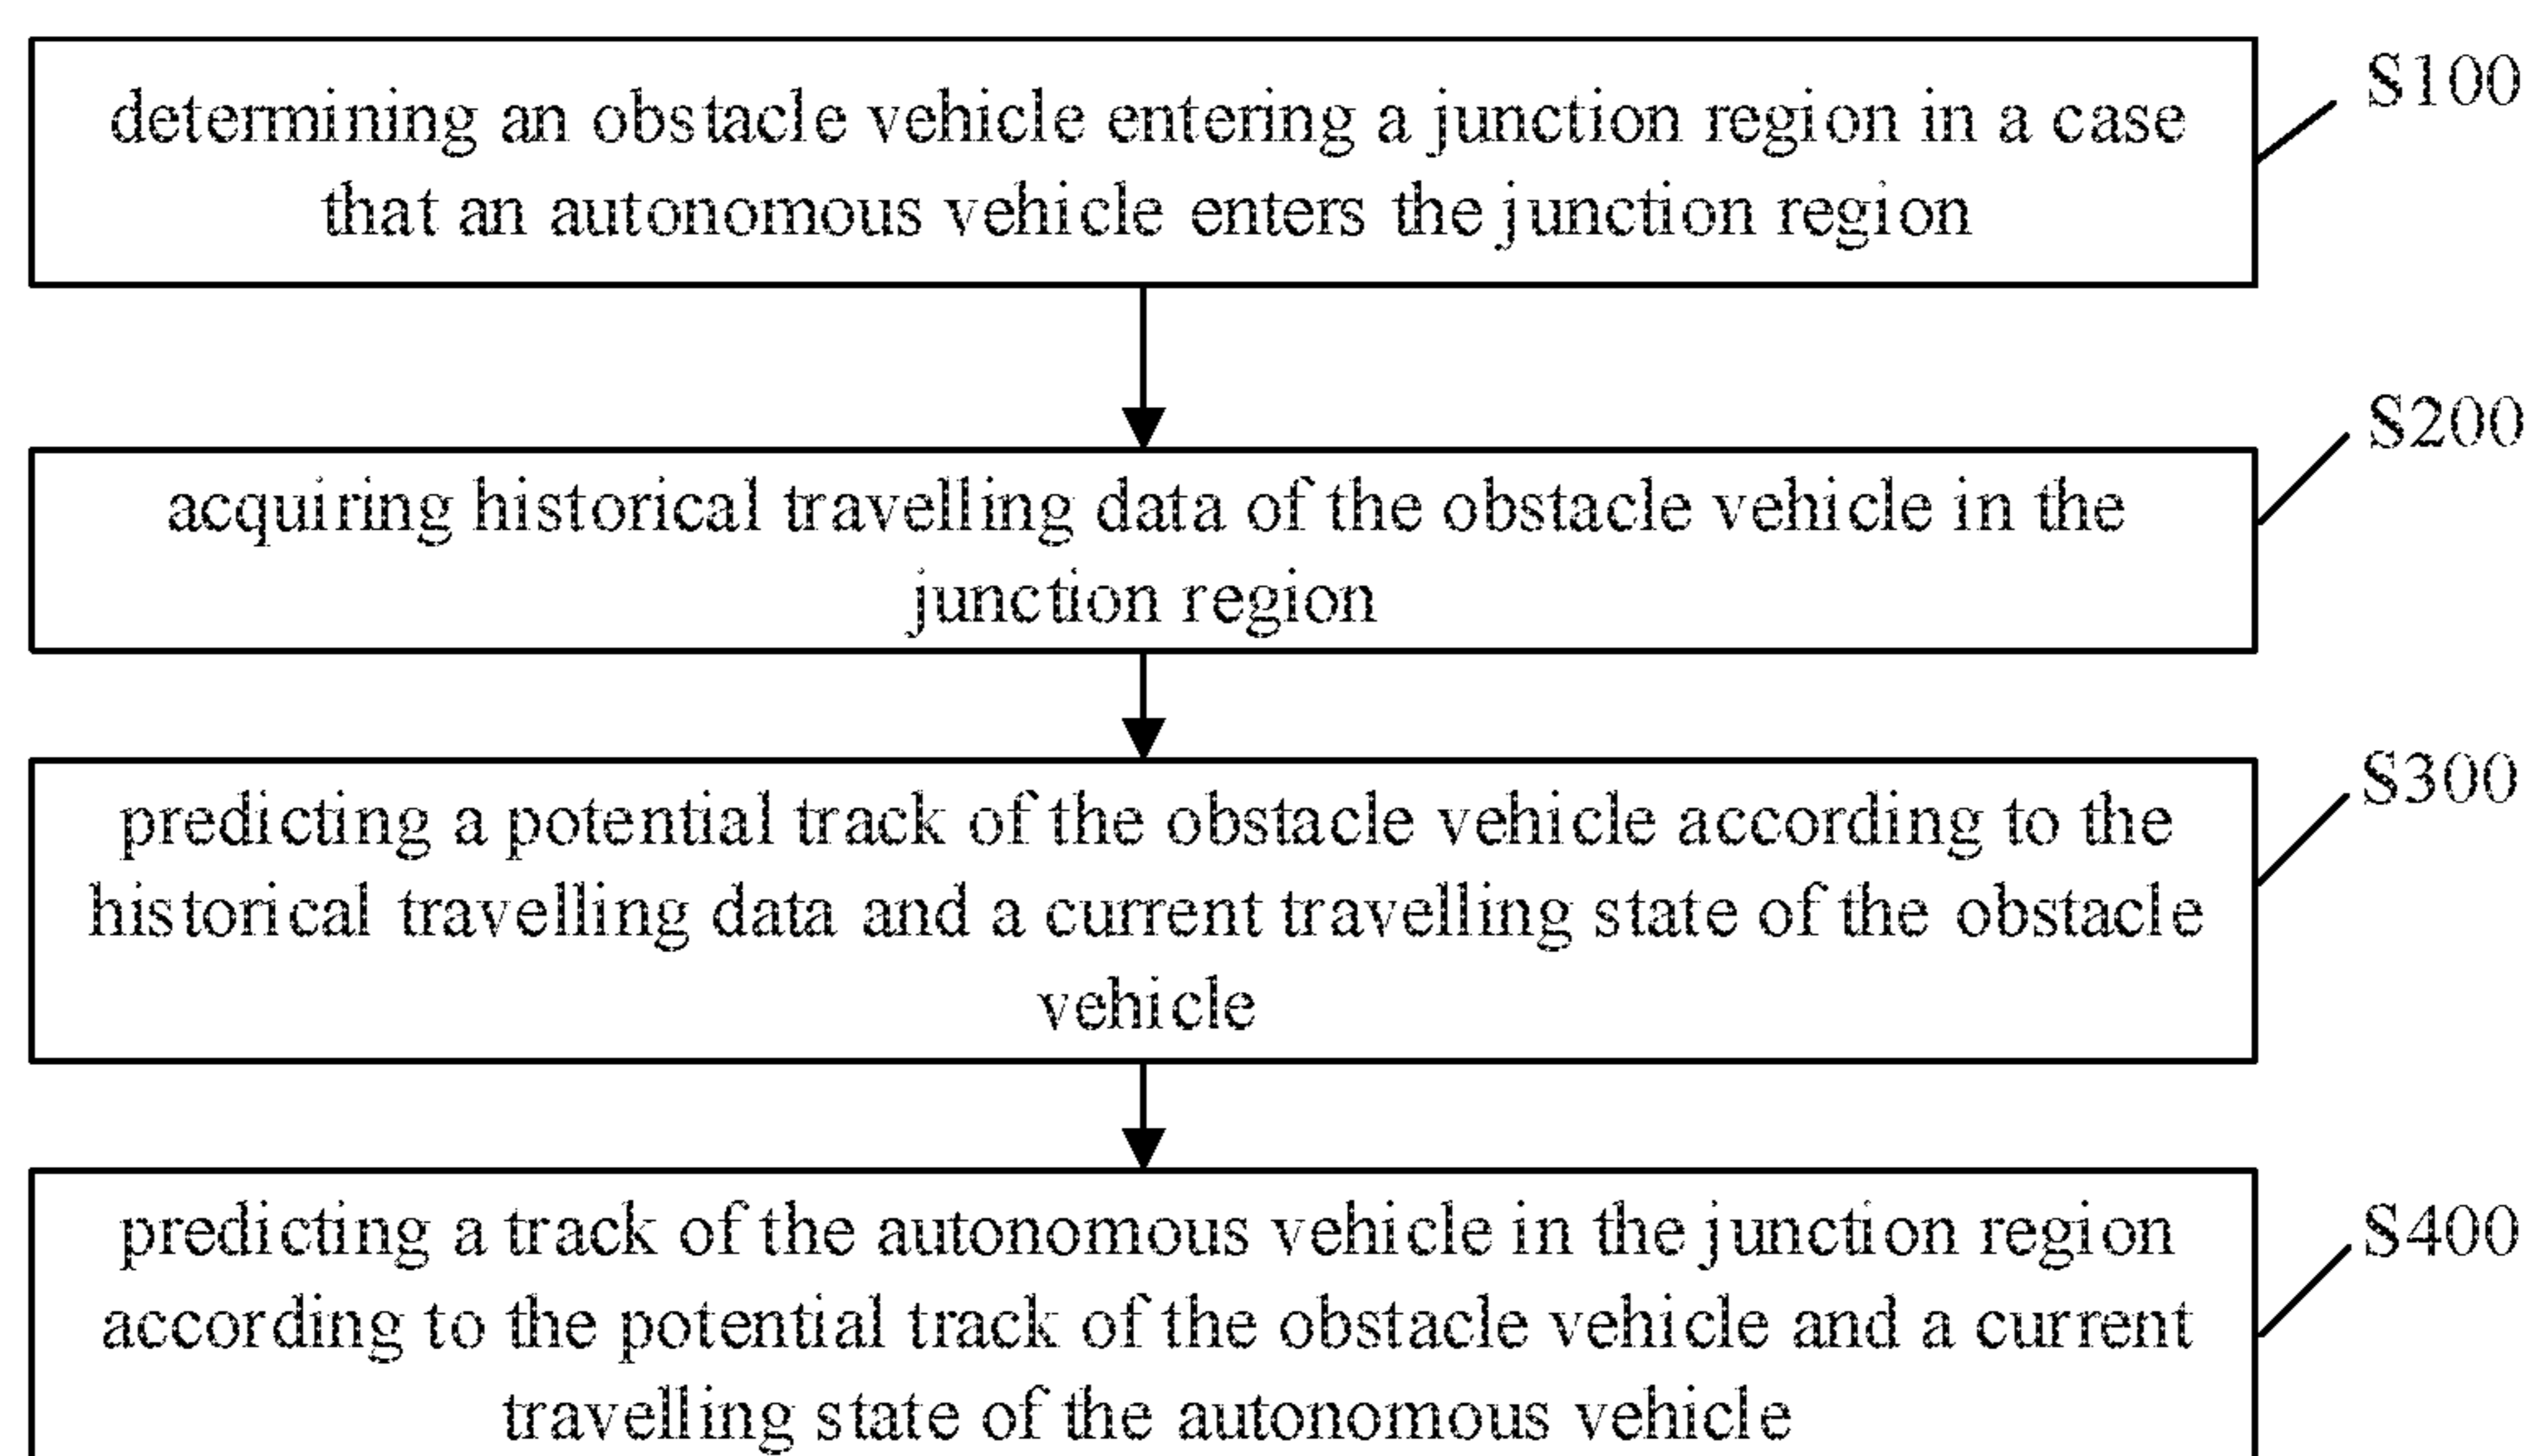 determining an obstacle vehicle entering a junction region in a case
that an autonomous vehicle enters the junction region
S100
acquiring historical travelling data of the obstacle vehicle in the
junction region
S200
predicting a potential track of the obstacle vehicle according to the
historical travelling data and a current travelling state of the obstacle
vehicle
S300
predicting a track of the autonomous vehicle in the junction region
according to the potential track of the obstacle vehicle and a current
travelling state of the autonomous vehicle
S400